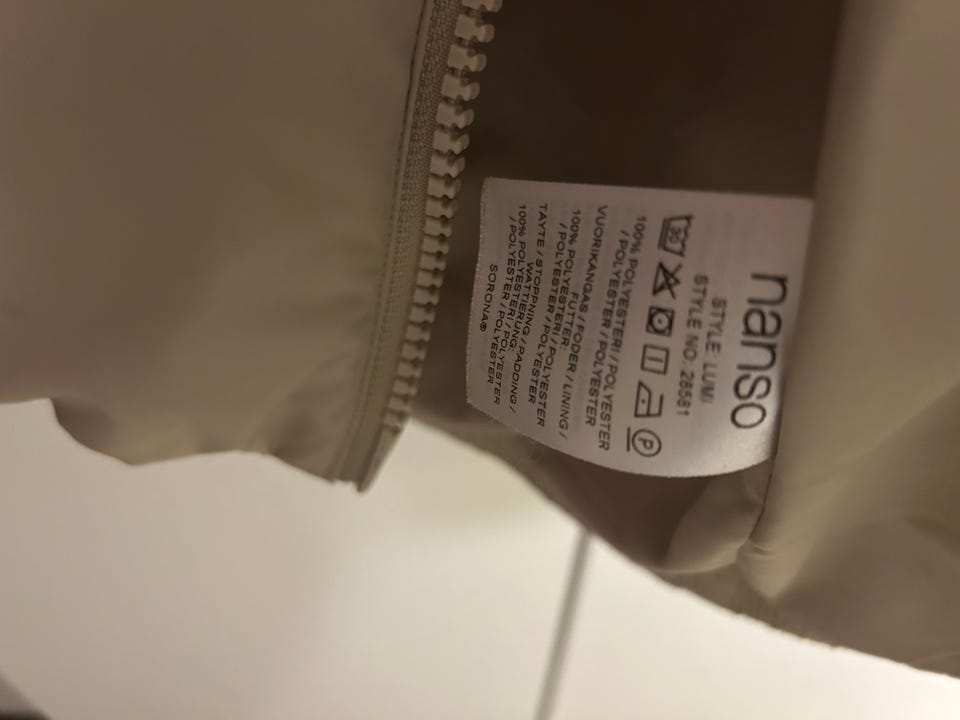 nanso
STYLE: LUMI
STYLE NO. 28581
30 P
100% POLYESTERI / POLYESTER
/ POLYESTER / POLYESTER
VUORIKANGAS / FODER / LINING /
FUTTER:
100% POLYESTERI / POLYESTER
/ POLYESTER / POLYESTER
TÄYTE / STOPPNING / PADDING /
WATTIERUNG:
100% POLYESTERI / POLYESTER
/ POLYESTER / POLYESTER
SORONA®